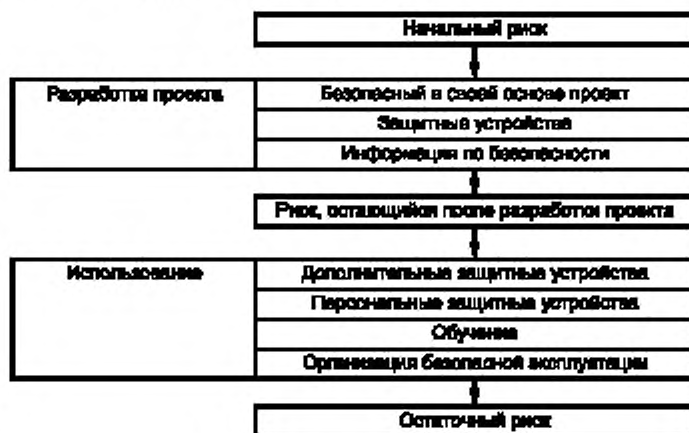 Начальный риск
Разработка проекта
Безопасный в своей основе проект
Защитные устройства
Информация по безопасности
Риск, остающийся после разработки проекта
Использование
Дополнительные защитные устройства
Персональные защитные устройства
Обучение
Организация безопасной эксплуатации
Остаточный риск